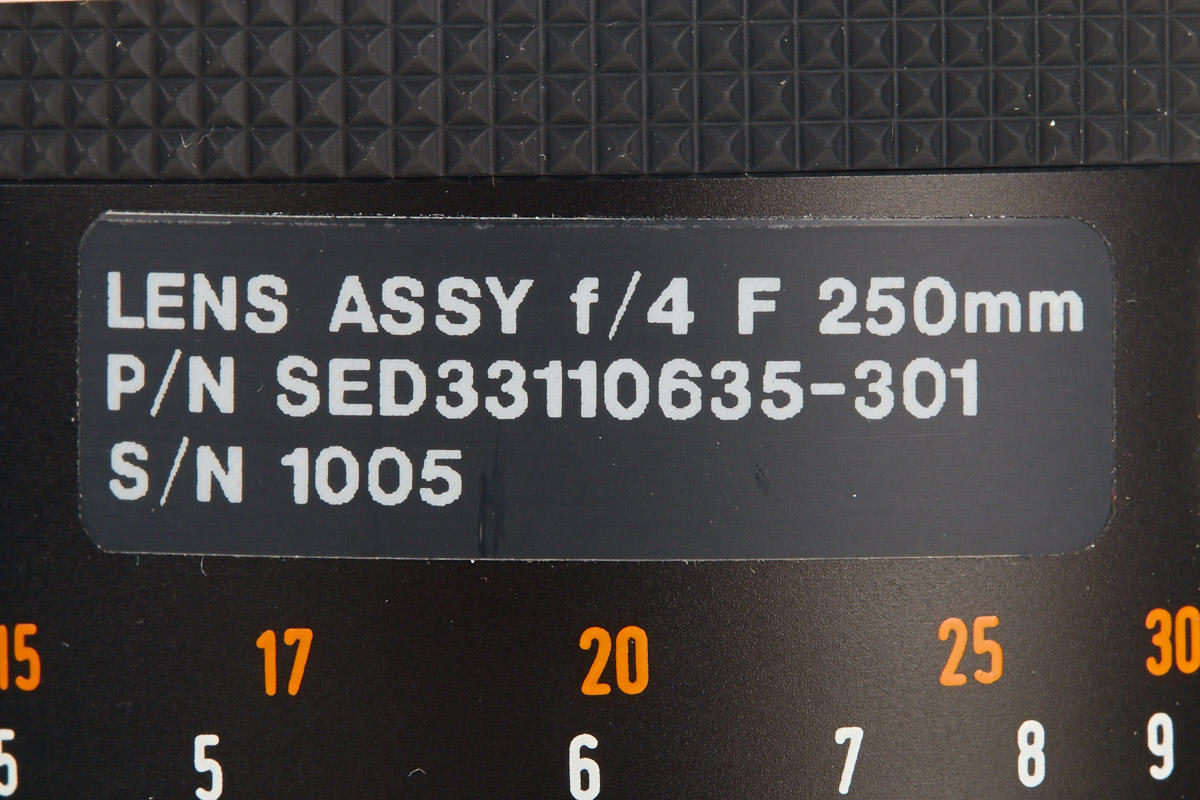 LENS ASSY f/4 F 250mm
P/N SED33110635-301
S/N 1005
15 17 20 25 30
5 5 6 7 8 9